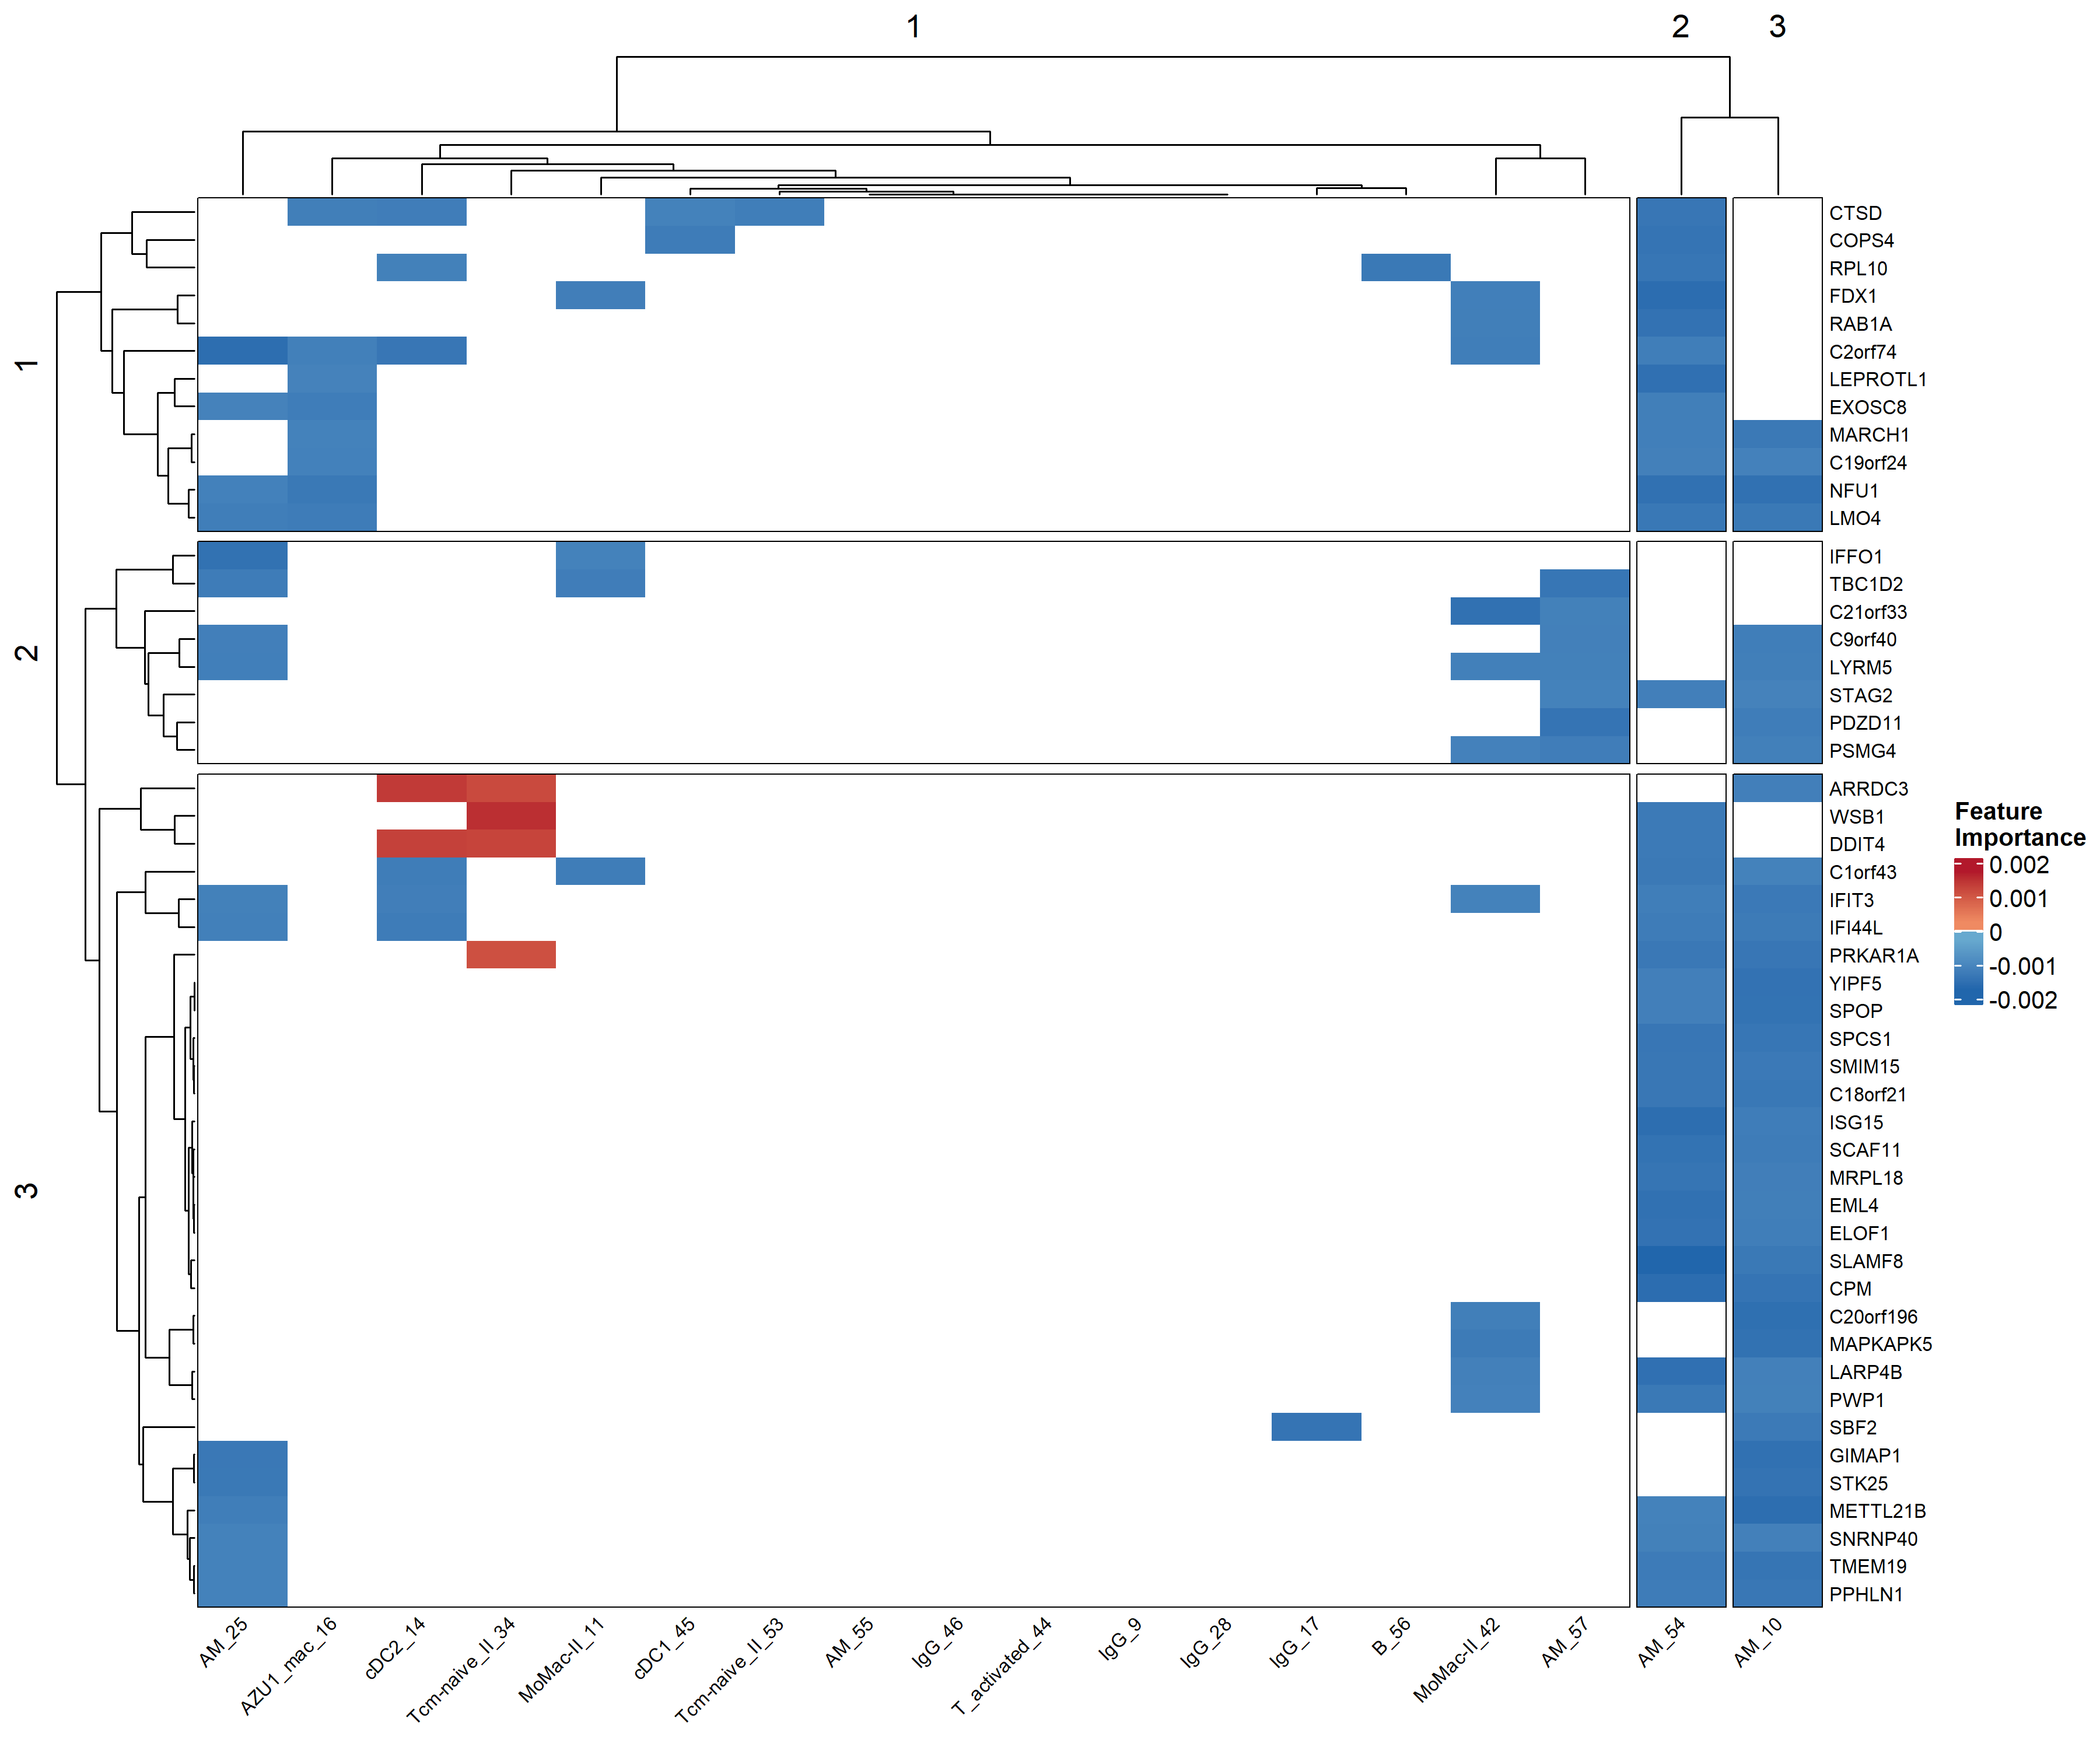 1
2
3
1
2
3
CTSD
COPS4
RPL10
FDX1
RAB1A
C2orf74
LEPROTL1
EXOSC8
MARCH1
C19orf24
NFU1
LMO4
IFFO1
TBC1D2
C21orf33
C9orf40
LYRM5
STAG2
PDZD11
PSMG4
ARRDC3
WSB1
DDIT4
C1orf43
IFIT3
IFI44L
PRKAR1A
YIPF5
SPOP
SPCS1
SMIM15
C18orf21
ISG15
SCAF11
MRPL18
EML4
ELOF1
SLAMF8
CPM
C20orf196
MAPKAPK5
LARP4B
PWP1
SBF2
GIMAP1
STK25
METTL21B
SNRNP40
TMEM19
PPHLN1
Feature
Importance
0.002
0.001
0
-0.001
-0.002
AM_25
AZU1_mac_16
cDC2_14
Tcm-naive_II_34
MoMac-II_11
cDC1_45
Tcm-naive_II_53
AM_55
IgG_46
T_activated_44
IgG_9
IgG_28
IgG_17
B_56
MoMac-II_42
AM_57
AM_54
AM_10